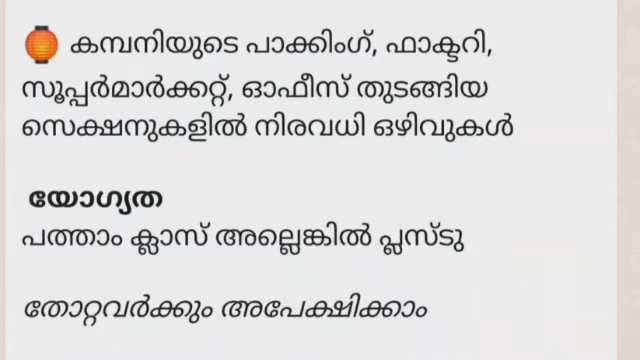 🏮 കമ്പനിയുടെ പാക്കിംഗ്, ഫാക്ടറി,
സൂപ്പർമാർക്കറ്റ്, ഓഫീസ് തുടങ്ങിയ
സെക്ഷനുകളിൽ നിരവധി ഒഴിവുകൾ
യോഗ്യത
പത്താം ക്ലാസ് അല്ലെങ്കിൽ പ്ലസ്ടു
തോറ്റവർക്കും അപേക്ഷിക്കാം